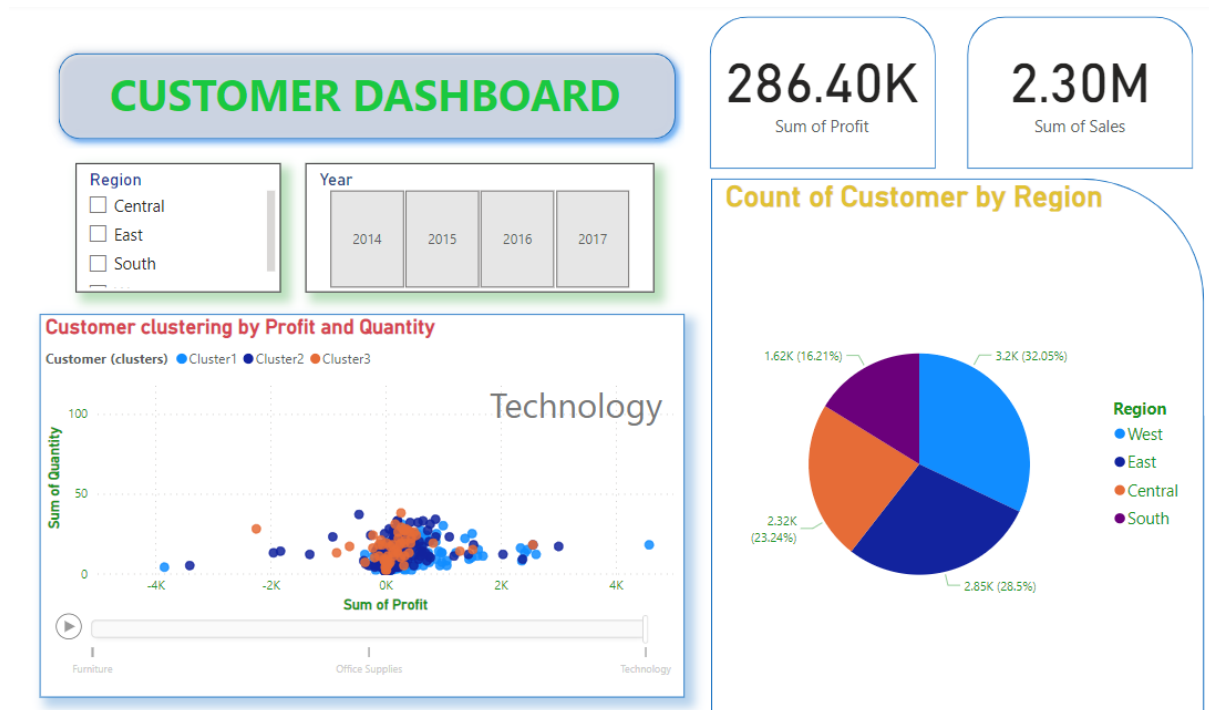 CUSTOMER DASHBOARD
286.40K
Sum of Profit
2.30M
Sum of Sales
Region
Central
East
South
Year
2014 2015 2016 2017
Customer clustering by Profit and Quantity
Customer (clusters) Cluster1 Cluster2 Cluster3
Technology
Sum of Quantity
100
50
0
-4K -2K 0K 2K 4K
Sum of Profit
Furniture Office Supplies Technology
Count of Customer by Region
1.62K (16.21%)
3.2K (32.05%)
2.32K
(23.24%)
2.85K (28.5%)
Region
West
East
Central
South